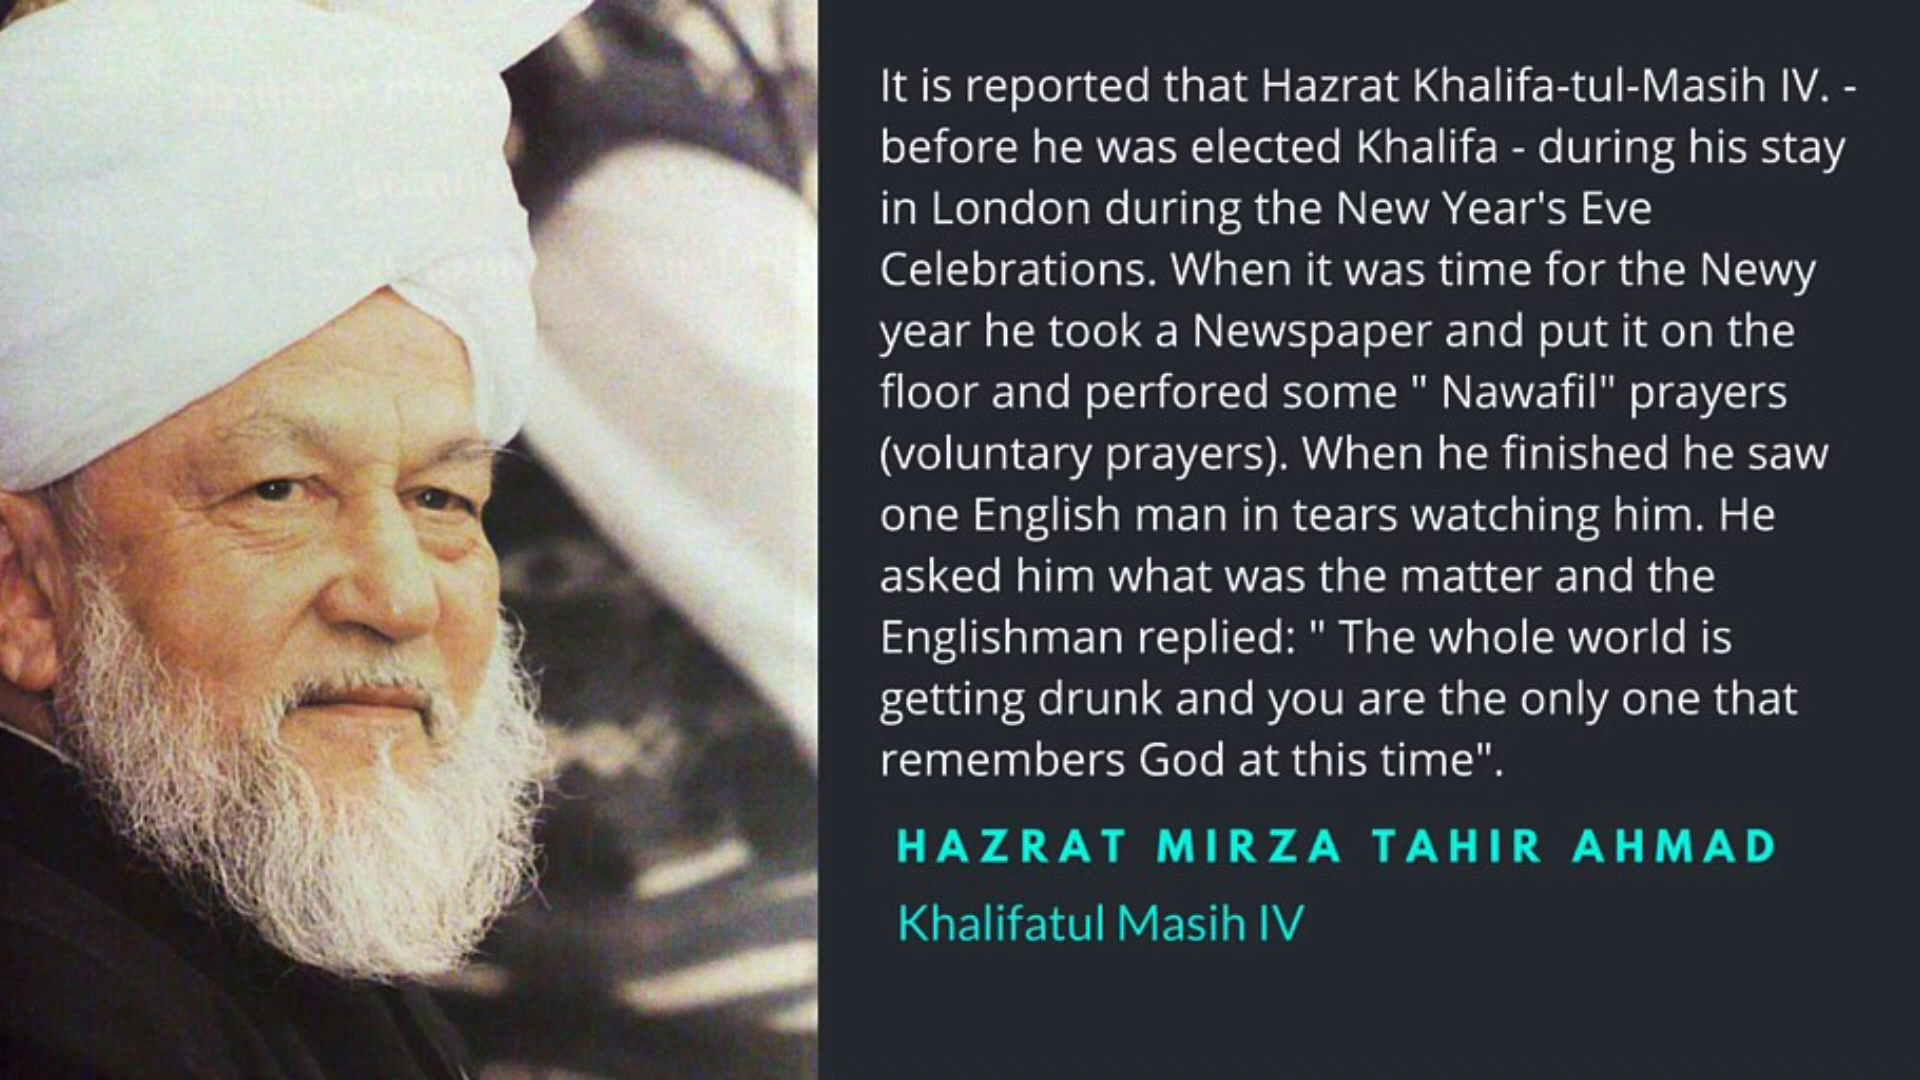 It is reported that Hazrat Khalifa-tul-Masih IV. -
before he was elected Khalifa - during his stay
in London during the New Year's Eve
Celebrations. When it was time for the Newy
year he took a Newspaper and put it on the
floor and perfored some " Nawafil" prayers
(voluntary prayers). When he finished he saw
one English man in tears watching him. He
asked him what was the matter and the
Englishman replied: " The whole world is
getting drunk and you are the only one that
remembers God at this time".
HAZRAT MIRZA TAHIR AHMAD
Khalifatul Masih IV